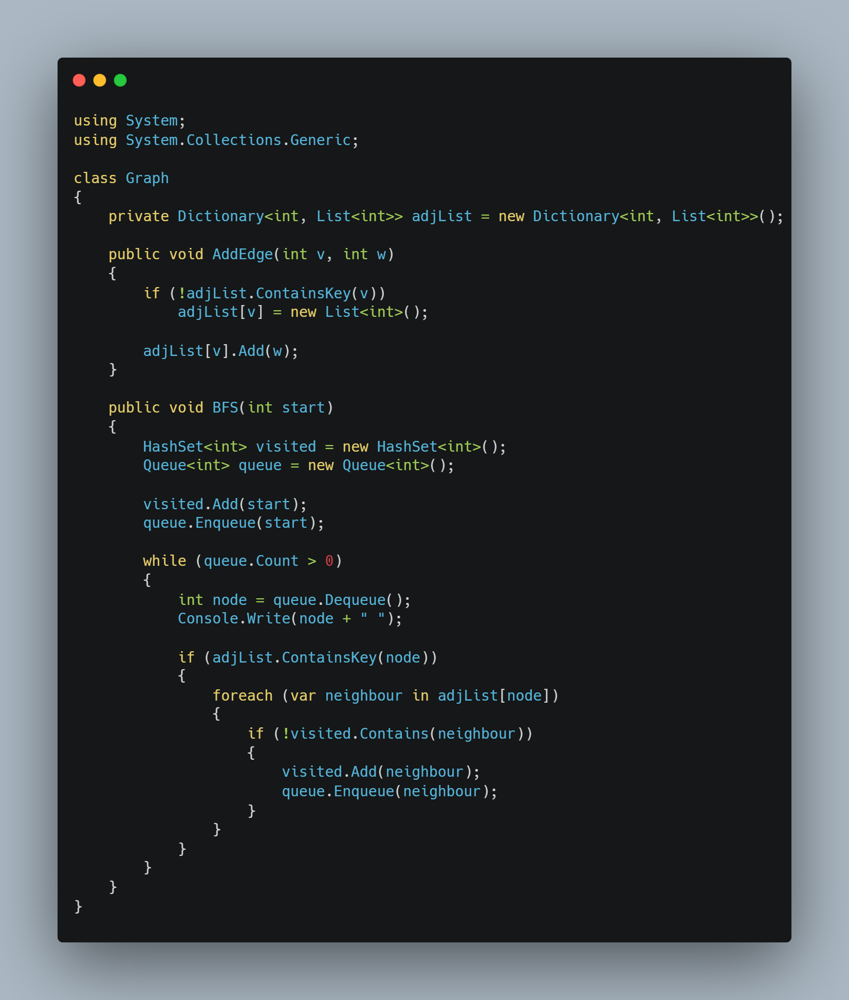 using System;
using System.Collections.Generic;

class Graph
{
    private Dictionary<int, List<int>> adjList = new Dictionary<int, List<int>>();

    public void AddEdge(int v, int w)
    {
        if (!adjList.ContainsKey(v))
            adjList[v] = new List<int>();

        adjList[v].Add(w);
    }

    public void BFS(int start)
    {
        HashSet<int> visited = new HashSet<int>();
        Queue<int> queue = new Queue<int>();

        visited.Add(start);
        queue.Enqueue(start);

        while (queue.Count > 0)
        {
            int node = queue.Dequeue();
            Console.Write(node + " ");

            if (adjList.ContainsKey(node))
            {
                foreach (var neighbour in adjList[node])
                {
                    if (!visited.Contains(neighbour))
                    {
                        visited.Add(neighbour);
                        queue.Enqueue(neighbour);
                    }
                }
            }
        }
    }
}